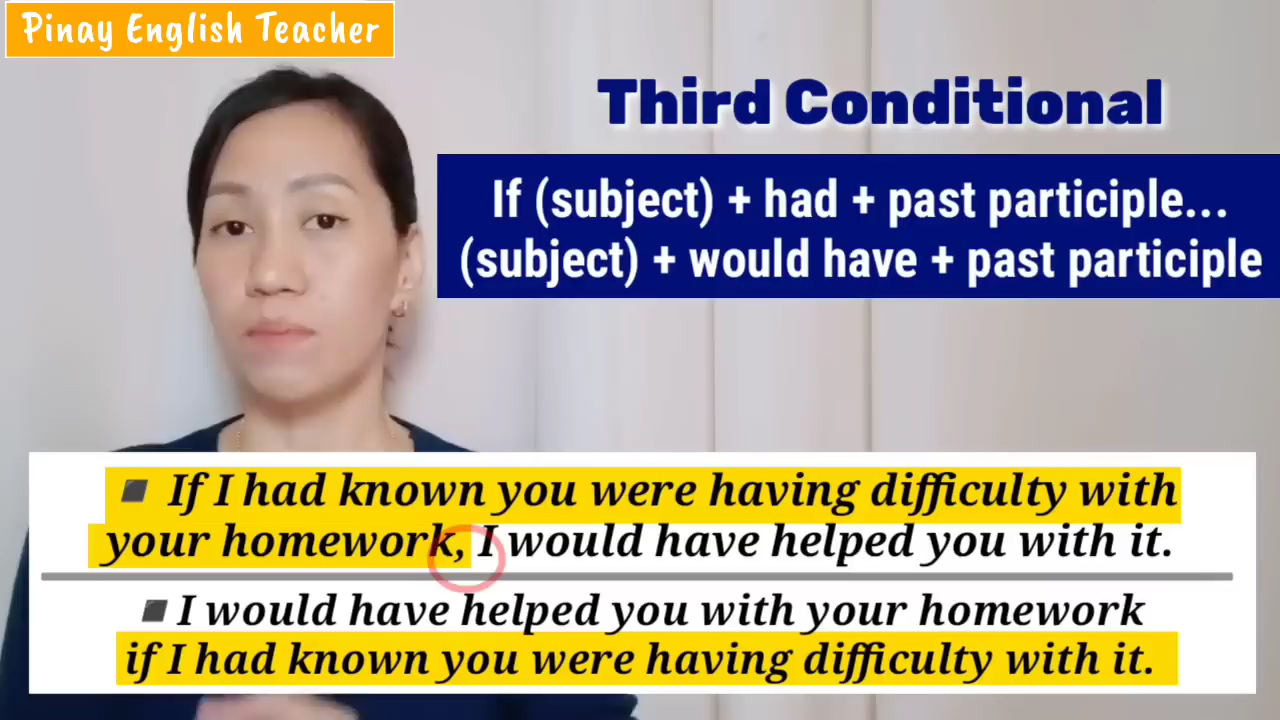 Pinay English Teacher
Third Conditional
If (subject) + had + past participle...
(subject) + would have + past participle
◾ If I had known you were having difficulty with
your homework, I would have helped you with it.
◾I would have helped you with your homework
if I had known you were having difficulty with it.